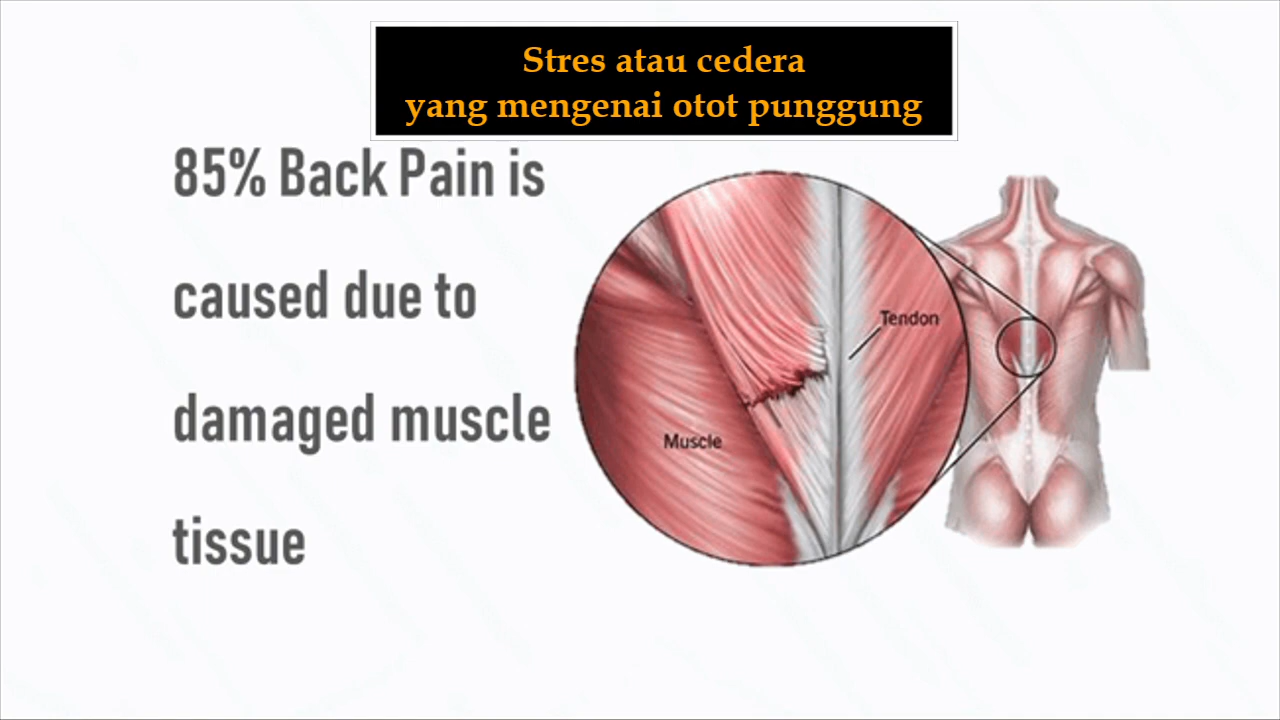 Stres atau cedera
yang mengenai otot punggung
85% Back Pain is
caused due to
damaged muscle
tissue
Tendon
Muscle